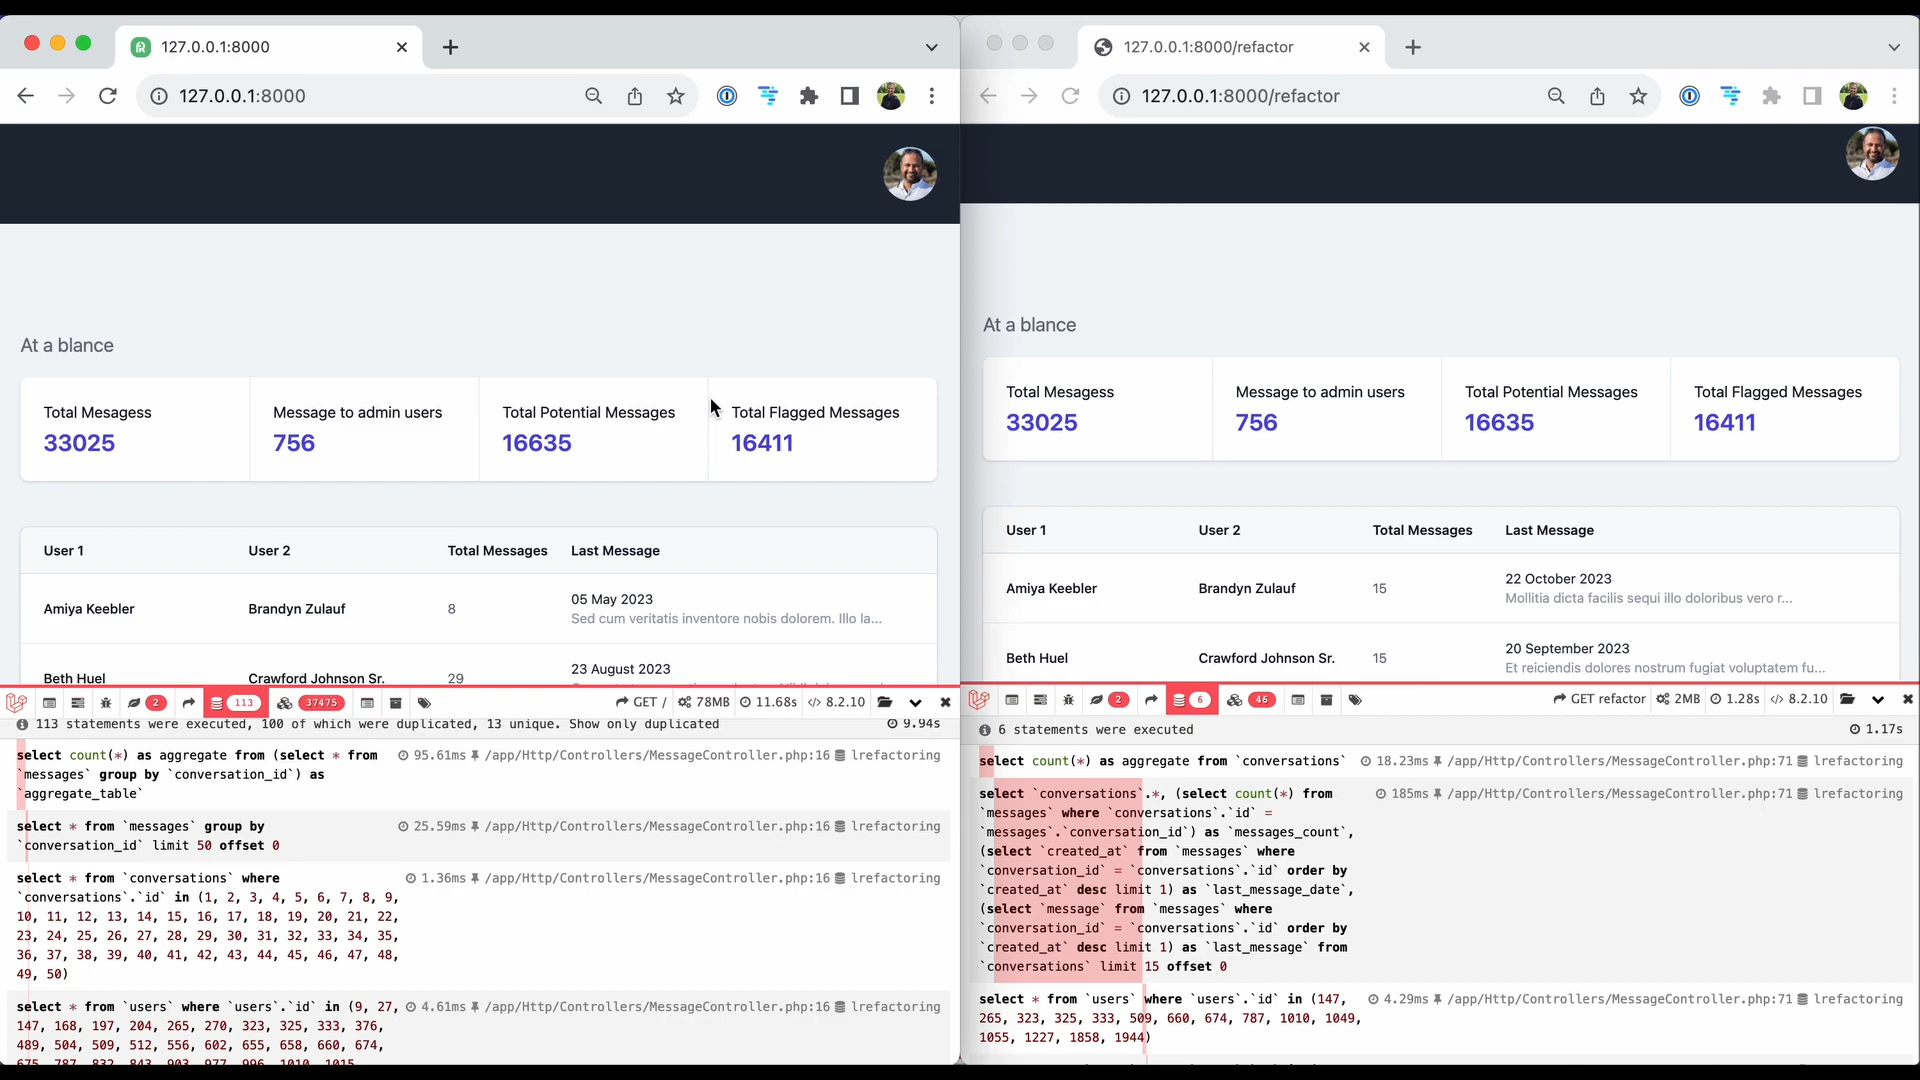 127.0.0.1:8000
127.0.0.1:8000
At a blance
Total Mesagess
33025
Message to admin users
756
Total Potential Messages
16635
Total Flagged Messages
16411
User 1 User 2 Total Messages Last Message
Amiya Keebler Brandyn Zulauf 8 05 May 2023
Sed cum veritatis inventore nobis dolorem. Illo la...
Beth Huel Crawford Johnson Sr. 29 23 August 2023
2 113 37475 GET / 78MB 11.68s 8.2.10
113 statements were executed, 100 of which were duplicated, 13 unique. Show only duplicated 9.94s
select count(*) as aggregate from (select * from 95.61ms /app/Http/Controllers/MessageController.php:16 lrefactoring
`messages` group by `conversation_id`) as
`aggregate_table`
select * from `messages` group by 25.59ms /app/Http/Controllers/MessageController.php:16 lrefactoring
`conversation_id` limit 50 offset 0
select * from `conversations` where 1.36ms /app/Http/Controllers/MessageController.php:16 lrefactoring
`conversations`.`id` in (1, 2, 3, 4, 5, 6, 7, 8, 9,
10, 11, 12, 13, 14, 15, 16, 17, 18, 19, 20, 21, 22,
23, 24, 25, 26, 27, 28, 29, 30, 31, 32, 33, 34, 35,
36, 37, 38, 39, 40, 41, 42, 43, 44, 45, 46, 47, 48,
49, 50)
select * from `users` where `users`.`id` in (9, 27, 4.61ms /app/Http/Controllers/MessageController.php:16 lrefactoring
147, 168, 197, 204, 265, 270, 323, 325, 333, 376,
489, 504, 509, 512, 556, 602, 655, 658, 660, 674,
675, 787, 832, 843, 903, 977, 996, 1010, 1015,
127.0.0.1:8000/refactor
127.0.0.1:8000/refactor
At a blance
Total Mesagess
33025
Message to admin users
756
Total Potential Messages
16635
Total Flagged Messages
16411
User 1 User 2 Total Messages Last Message
Amiya Keebler Brandyn Zulauf 15 22 October 2023
Mollitia dicta facilis sequi illo doloribus vero r...
Beth Huel Crawford Johnson Sr. 15 20 September 2023
Et reiciendis dolores nostrum fugiat voluptatem fu...
2 6 46 GET refactor 2MB 1.28s 8.2.10
6 statements were executed 1.17s
select count(*) as aggregate from `conversations` 18.23ms /app/Http/Controllers/MessageController.php:71 lrefactoring
select `conversations`.*, (select count(*) from 185ms /app/Http/Controllers/MessageController.php:71 lrefactoring
`messages` where `conversations`.`id` =
`messages`.`conversation_id`) as `messages_count`,
(select `created_at` from `messages` where
`conversation_id` = `conversations`.`id` order by
`created_at` desc limit 1) as `last_message_date`,
(select `message` from `messages` where
`conversation_id` = `conversations`.`id` order by
`created_at` desc limit 1) as `last_message` from
`conversations` limit 15 offset 0
select * from `users` where `users`.`id` in (147, 4.29ms /app/Http/Controllers/MessageController.php:71 lrefactoring
265, 323, 325, 333, 509, 660, 674, 787, 1010, 1049,
1055, 1227, 1858, 1944)